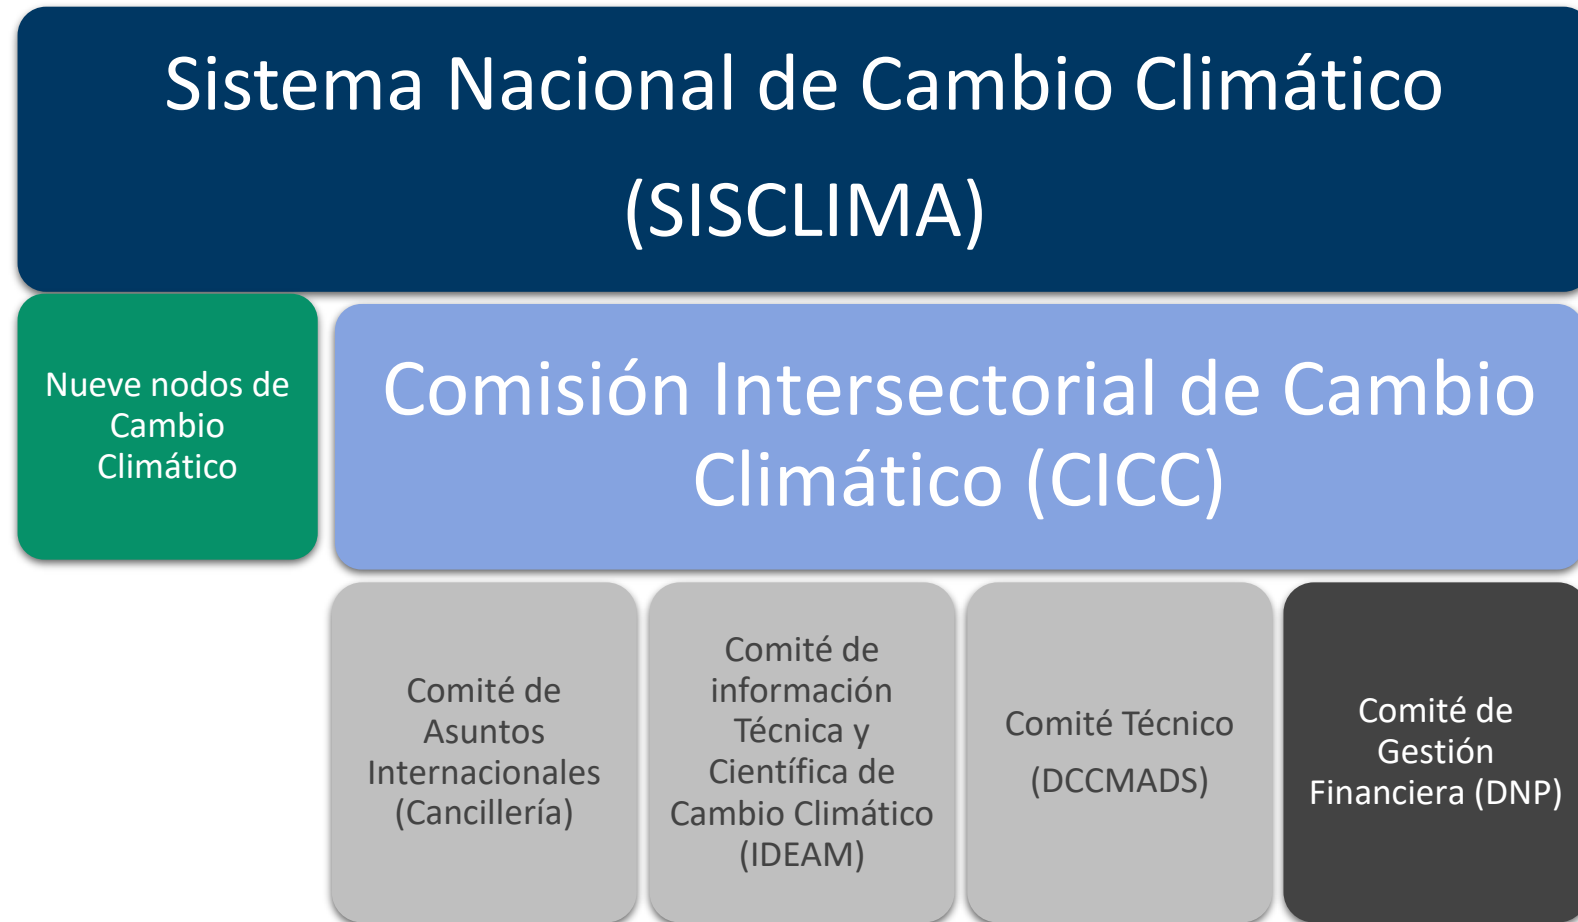 Sistema Nacional de Cambio Climático
(SISCLIMA)
Nueve nodos de
Cambio
Climático
Comisión Intersectorial de Cambio
Climático (CICC)
Comité de
Asuntos
Internacionales
(Cancillería)
Comité de
información
Técnica y
Científica de
Cambio Climático
(IDEAM)
Comité Técnico
(DCCMADS)
Comité de
Gestión
Financiera (DNP)